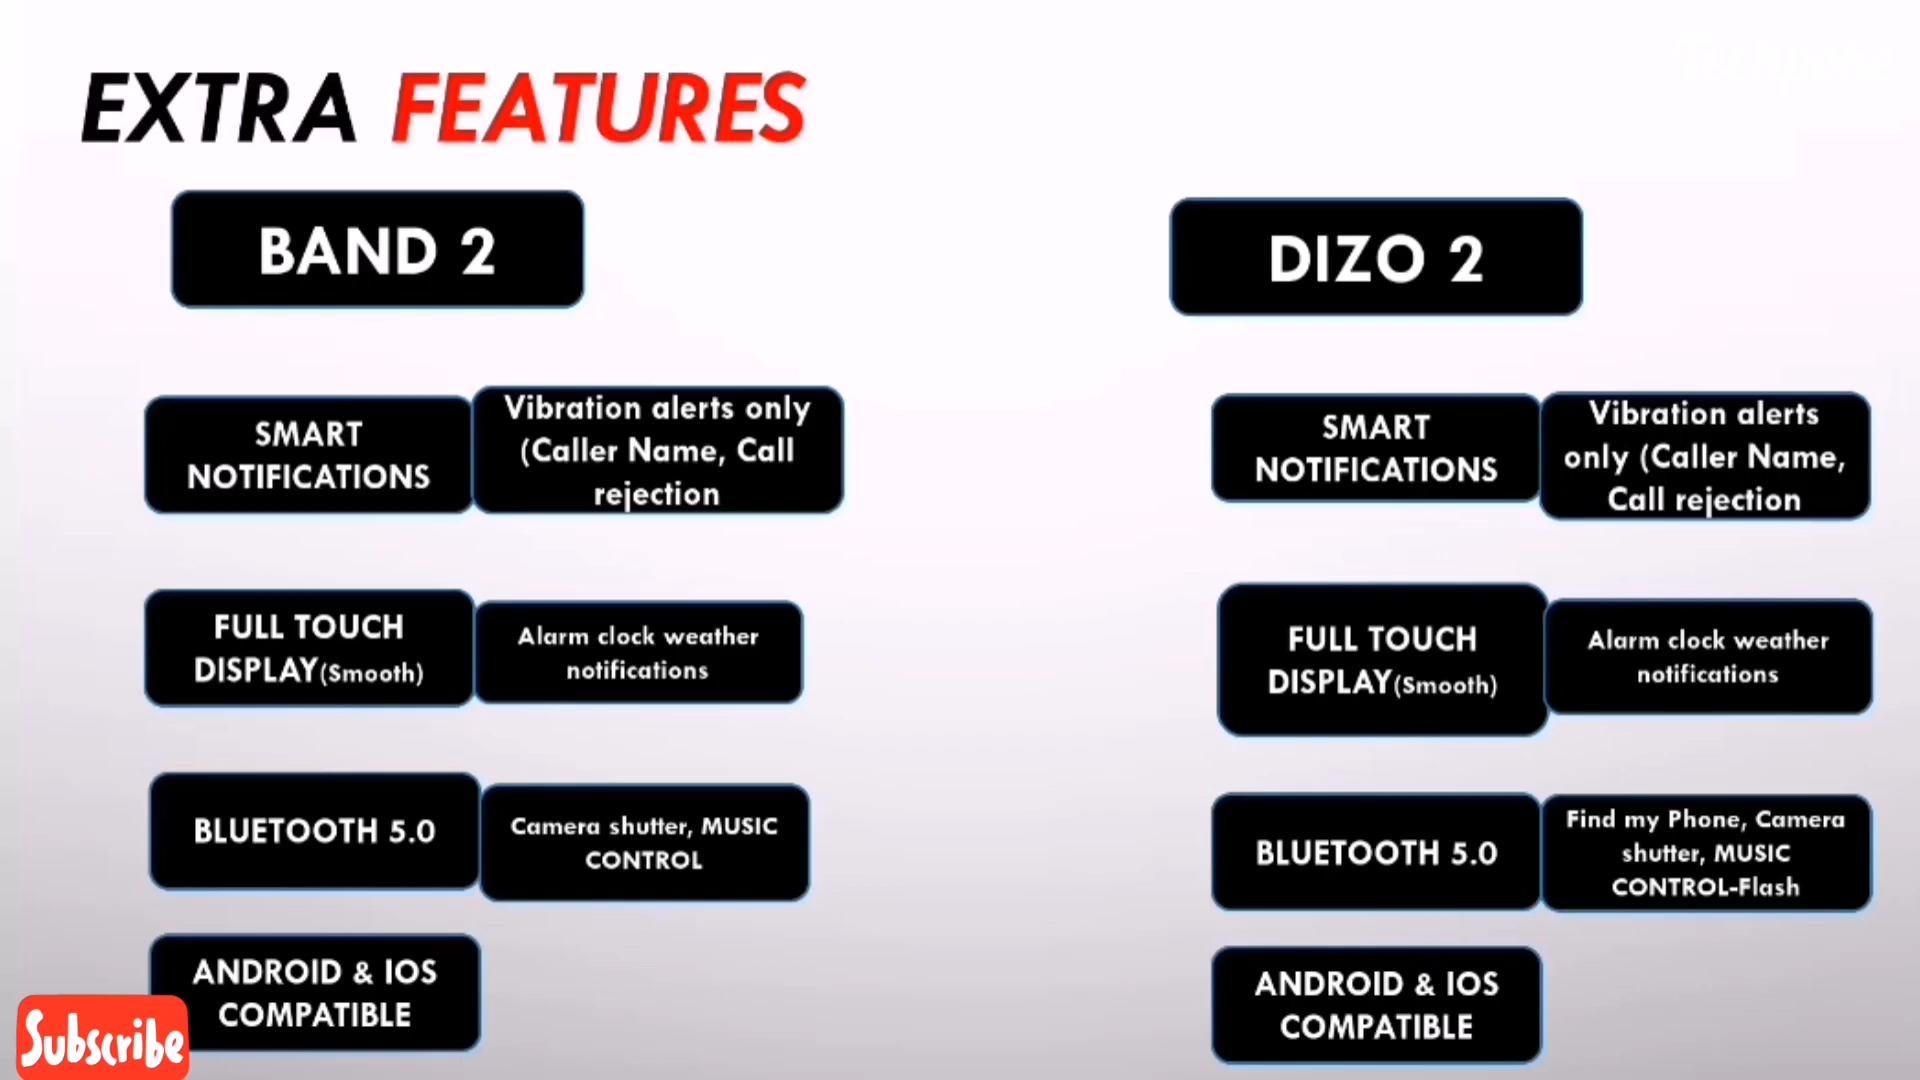 EXTRA FEATURES
BAND 2
SMART
NOTIFICATIONS
Vibration alerts only
(Caller Name, Call
rejection
FULL TOUCH
DISPLAY(Smooth)
Alarm clock weather
notifications
BLUETOOTH 5.0
Camera shutter, MUSIC
CONTROL
ANDROID & IOS
COMPATIBLE
DIZO 2
SMART
NOTIFICATIONS
Vibration alerts
only (Caller Name,
Call rejection
FULL TOUCH
DISPLAY(Smooth)
Alarm clock weather
notifications
BLUETOOTH 5.0
Find my Phone, Camera
shutter, MUSIC
CONTROL-Flash
ANDROID & IOS
COMPATIBLE
Subscribe